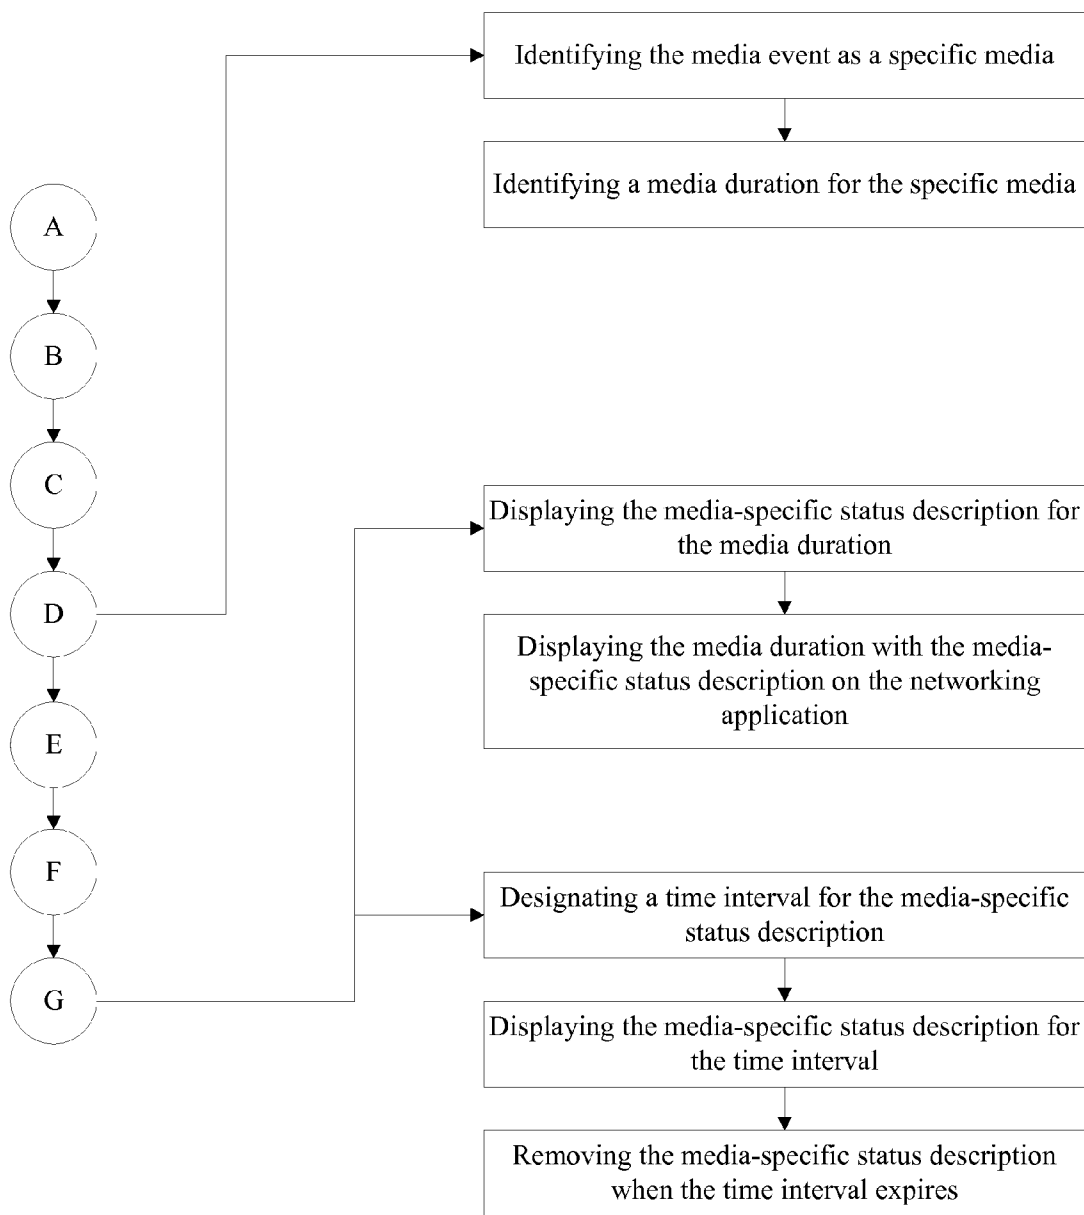 Identifying the media event as a specific media
Identifying a media duration for the specific media
A
B
C
D
E
F
G
Displaying the media-specific status description for
the media duration
Displaying the media duration with the media-
specific status description on the networking
application
Designating a time interval for the media-specific
status description
Displaying the media-specific status description for
the time interval
Removing the media-specific status description
when the time interval expires